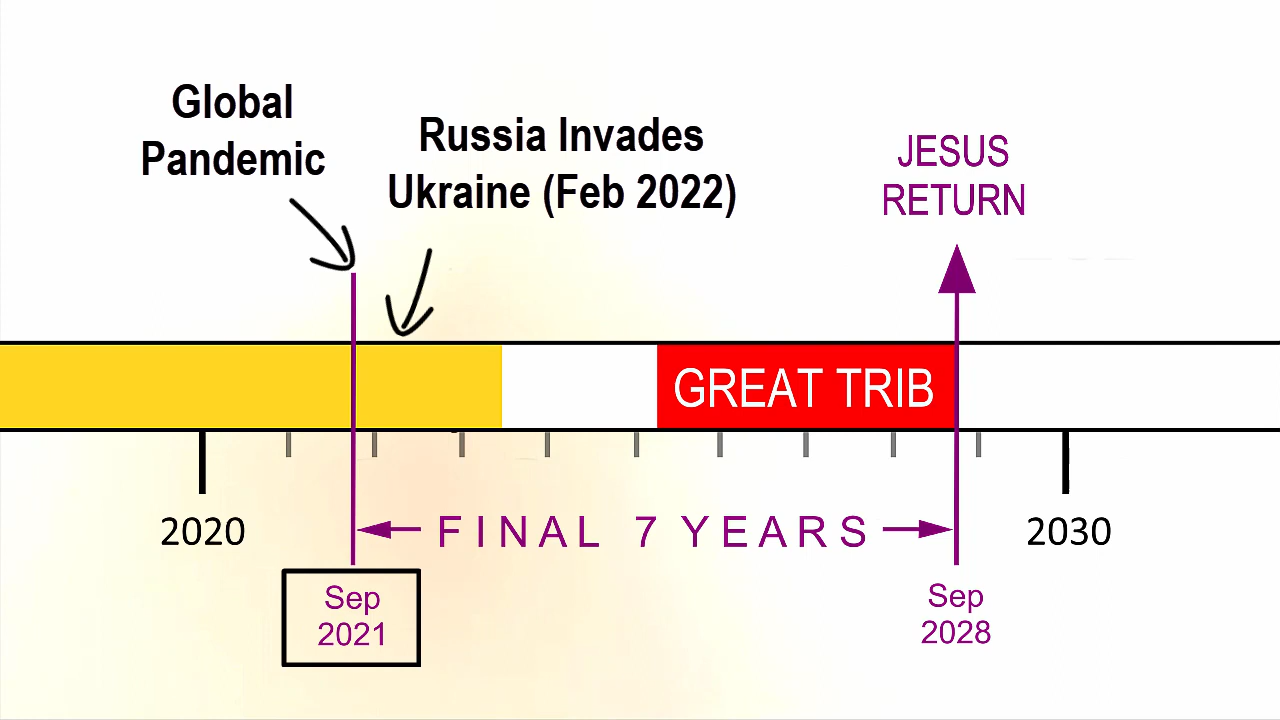 Global
Pandemic
Russia Invades
Ukraine (Feb 2022)
JESUS
RETURN
GREAT TRIB
2020
FINAL 7 YEARS
2030
Sep
2021
Sep
2028